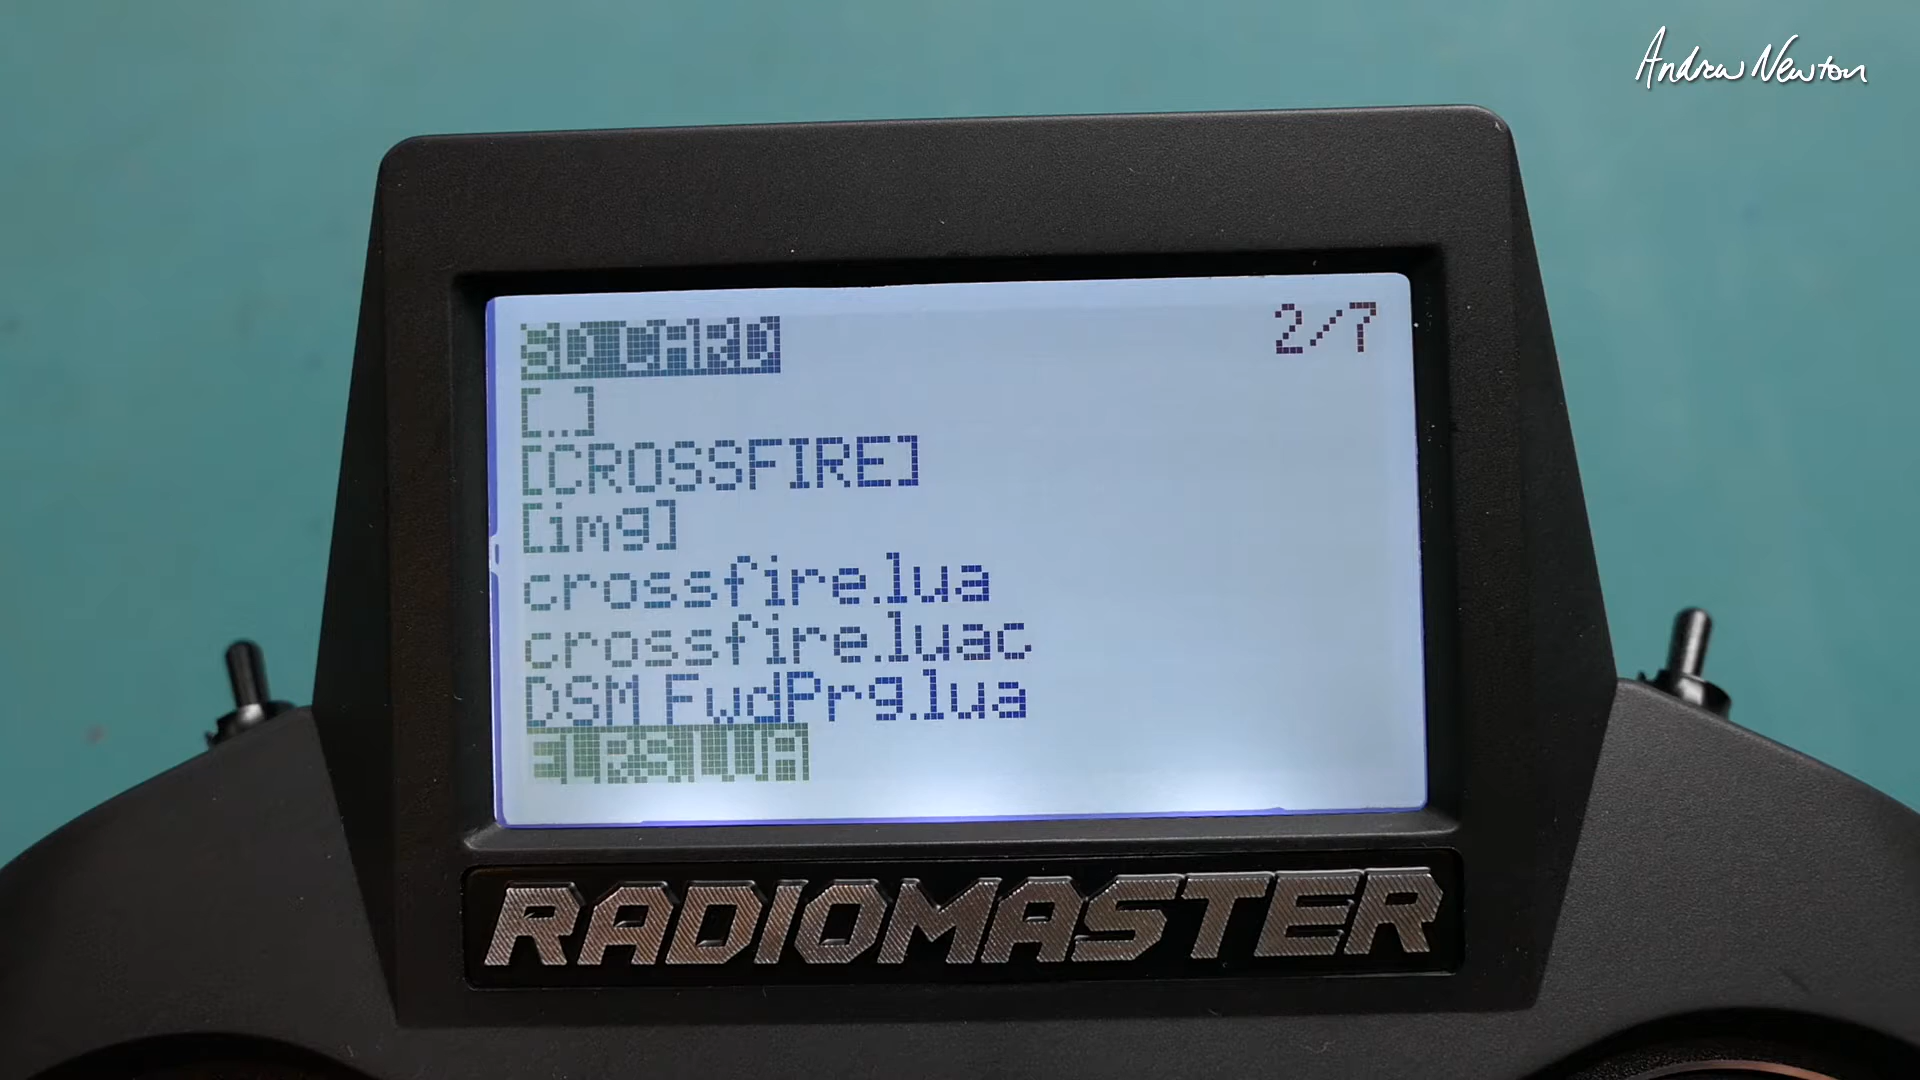 Andrew Newton
SD CARD 2/7
[..]
[CROSSFIRE]
[img]
crossfire.lua
crossfire.luac
DSM FwdPrg.lua
ELRS.LUA
RADIOMASTER